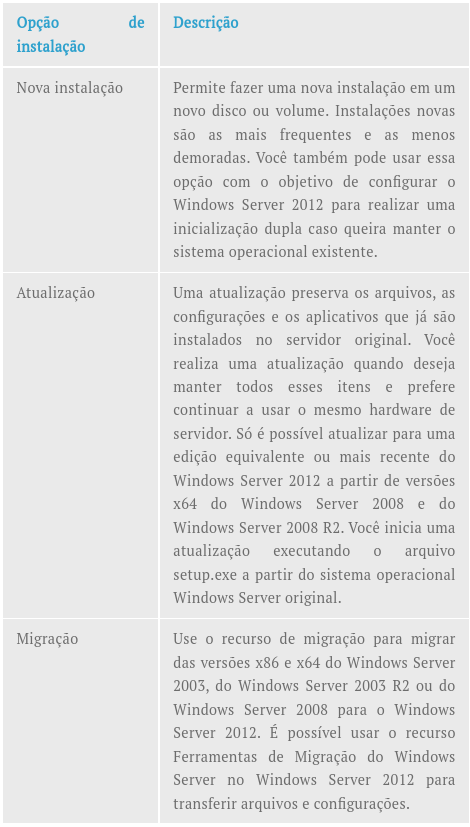 Opção de
instalação
Descrição
Nova instalação
Permite fazer uma nova instalação em um
novo disco ou volume. Instalações novas
são as mais frequentes e as menos
demoradas. Você também pode usar essa
opção com o objetivo de configurar o
Windows Server 2012 para realizar uma
inicialização dupla caso queira manter o
sistema operacional existente.
Atualização
Uma atualização preserva os arquivos, as
configurações e os aplicativos que já são
instalados no servidor original. Você
realiza uma atualização quando deseja
manter todos esses itens e prefere
continuar a usar o mesmo hardware de
servidor. Só é possível atualizar para uma
edição equivalente ou mais recente do
Windows Server 2012 a partir de versões
x64 do Windows Server 2008 e do
Windows Server 2008 R2. Você inicia uma
atualização executando o arquivo
setup.exe a partir do sistema operacional
Windows Server original.
Migração
Use o recurso de migração para migrar
das versões x86 e x64 do Windows Server
2003, do Windows Server 2003 R2 ou do
Windows Server 2008 para o Windows
Server 2012. É possível usar o recurso
Ferramentas de Migração do Windows
Server no Windows Server 2012 para
transferir arquivos e configurações.